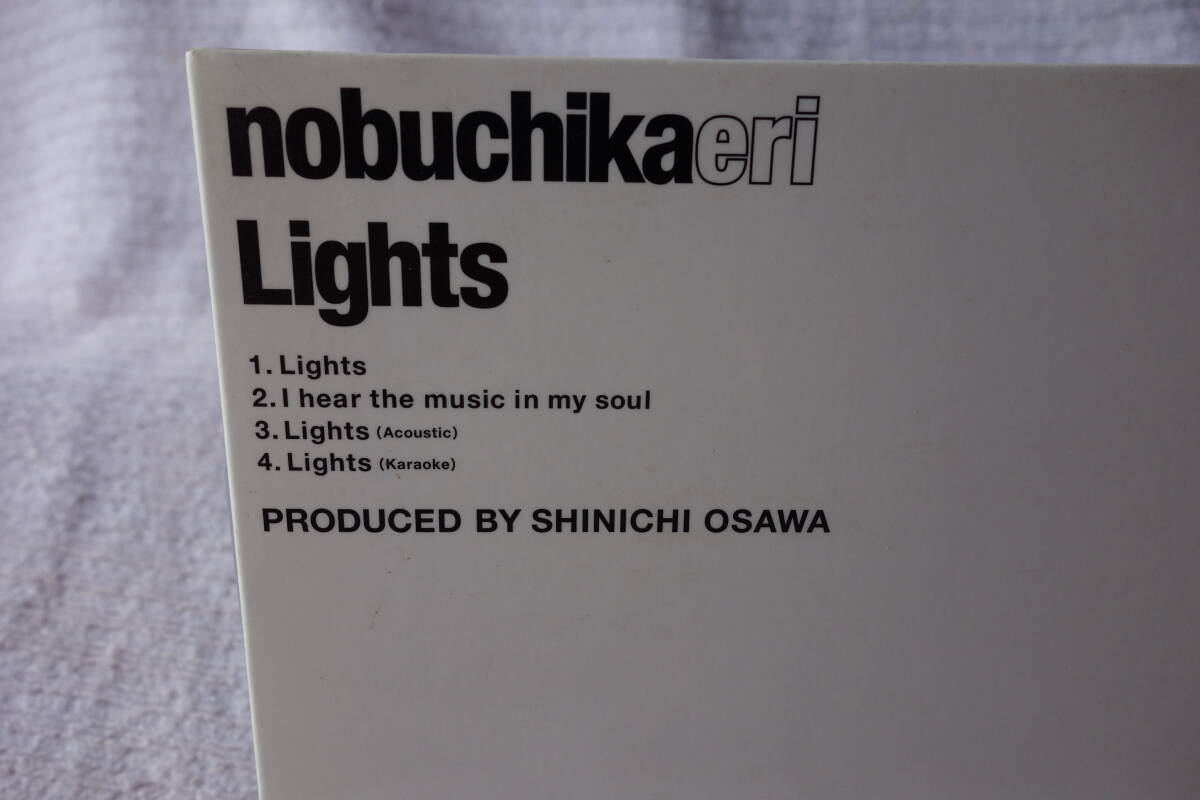 nobuchikaeri
Lights
1. Lights
2. I hear the music in my soul
3. Lights (Acoustic)
4. Lights (Karaoke)
PRODUCED BY SHINICHI OSAWA